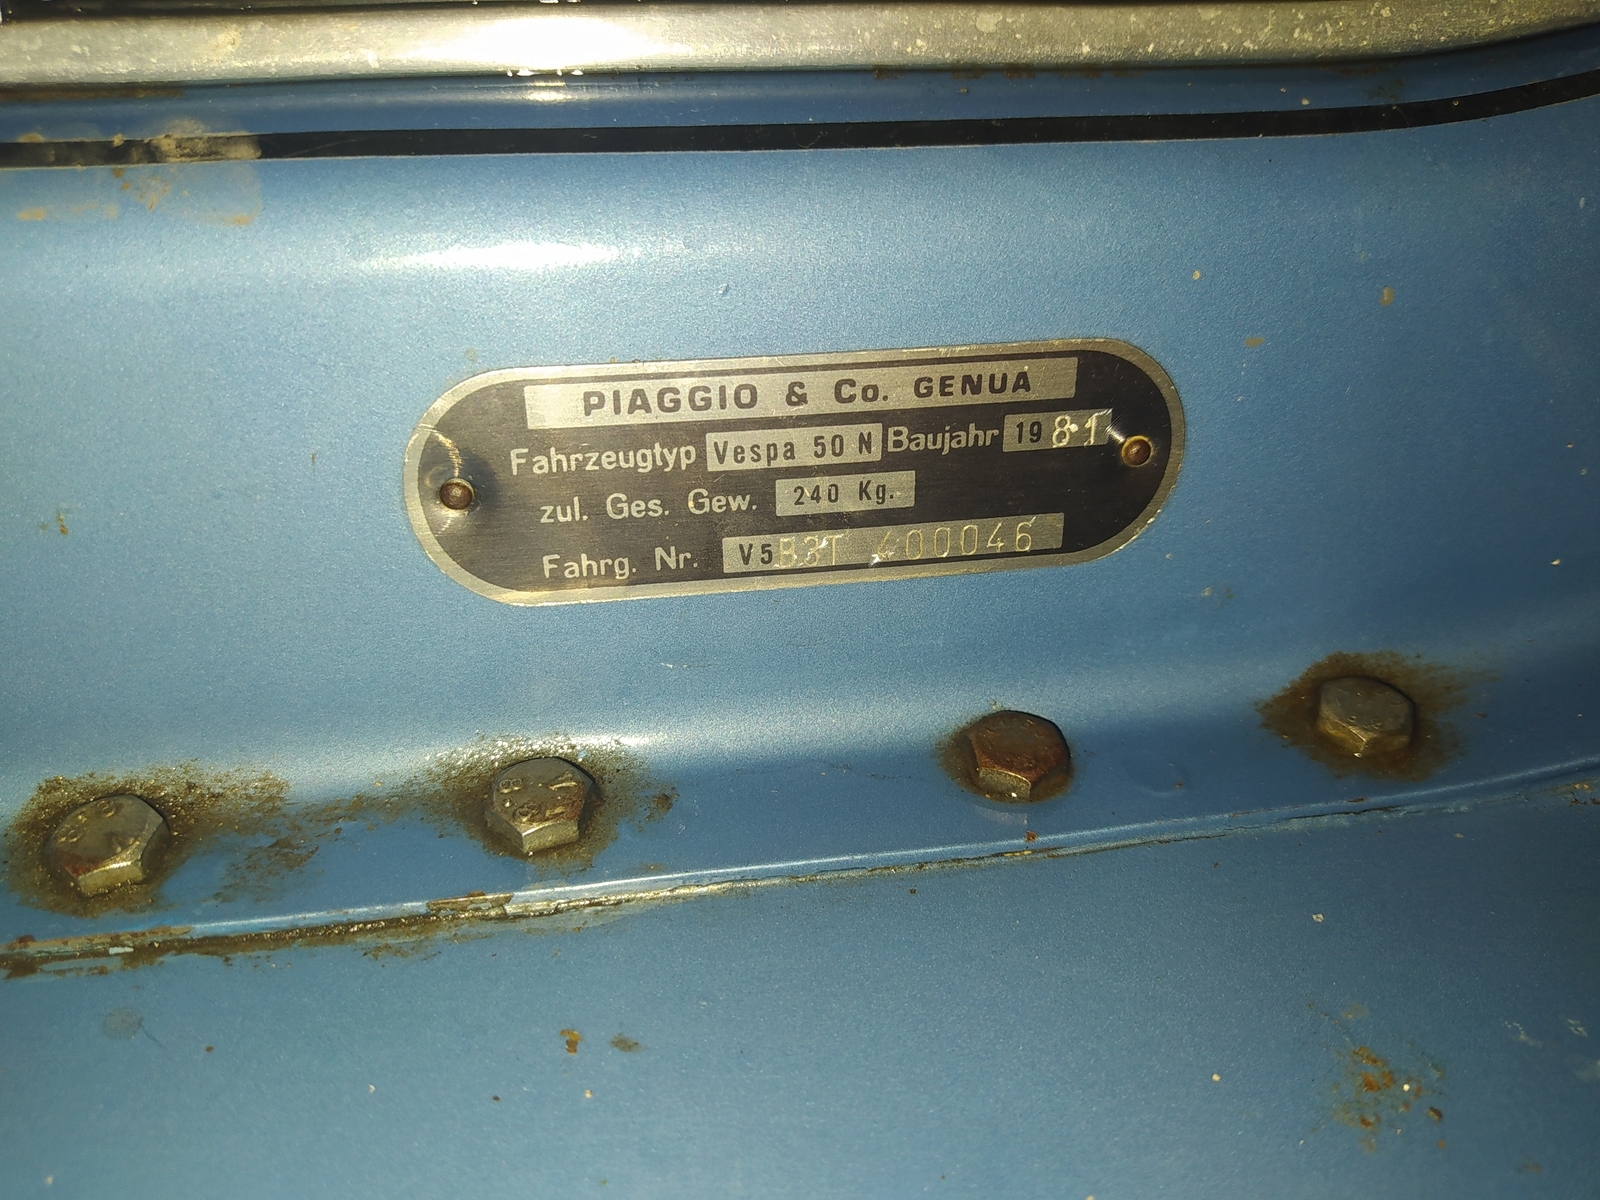 PIAGGIO & Co. GENUA
Fahrzeugtyp Vespa 50 N Baujahr 1981
zul. Ges. Gew. 240 Kg.
Fahrg. Nr. V5B3T 400046